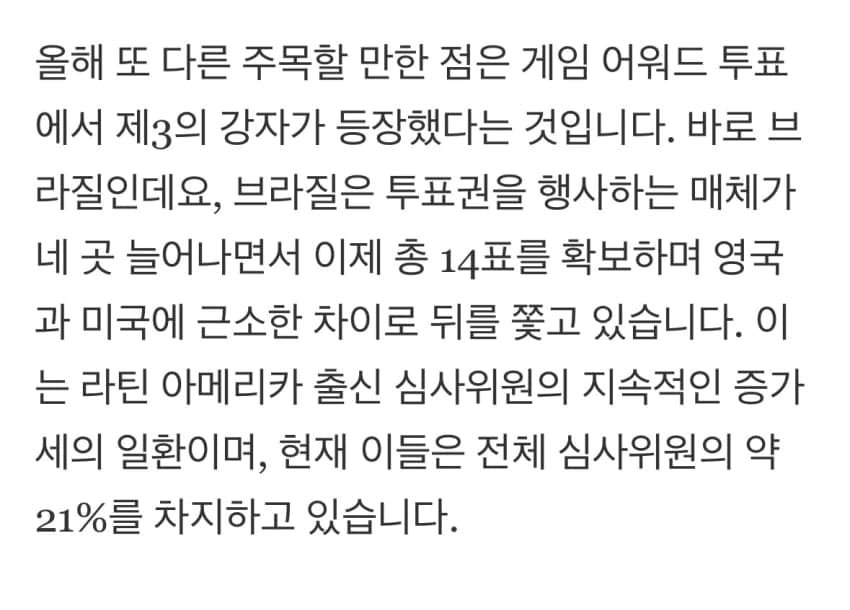 올해 또 다른 주목할 만한 점은 게임 어워드 투표
에서 제3의 강자가 등장했다는 것입니다. 바로 브
라질인데요, 브라질은 투표권을 행사하는 매체가
네 곳 늘어나면서 이제 총 14표를 확보하며 영국
과 미국에 근소한 차이로 뒤를 쫓고 있습니다. 이
는 라틴 아메리카 출신 심사위원의 지속적인 증가
세의 일환이며, 현재 이들은 전체 심사위원의 약
21%를 차지하고 있습니다.